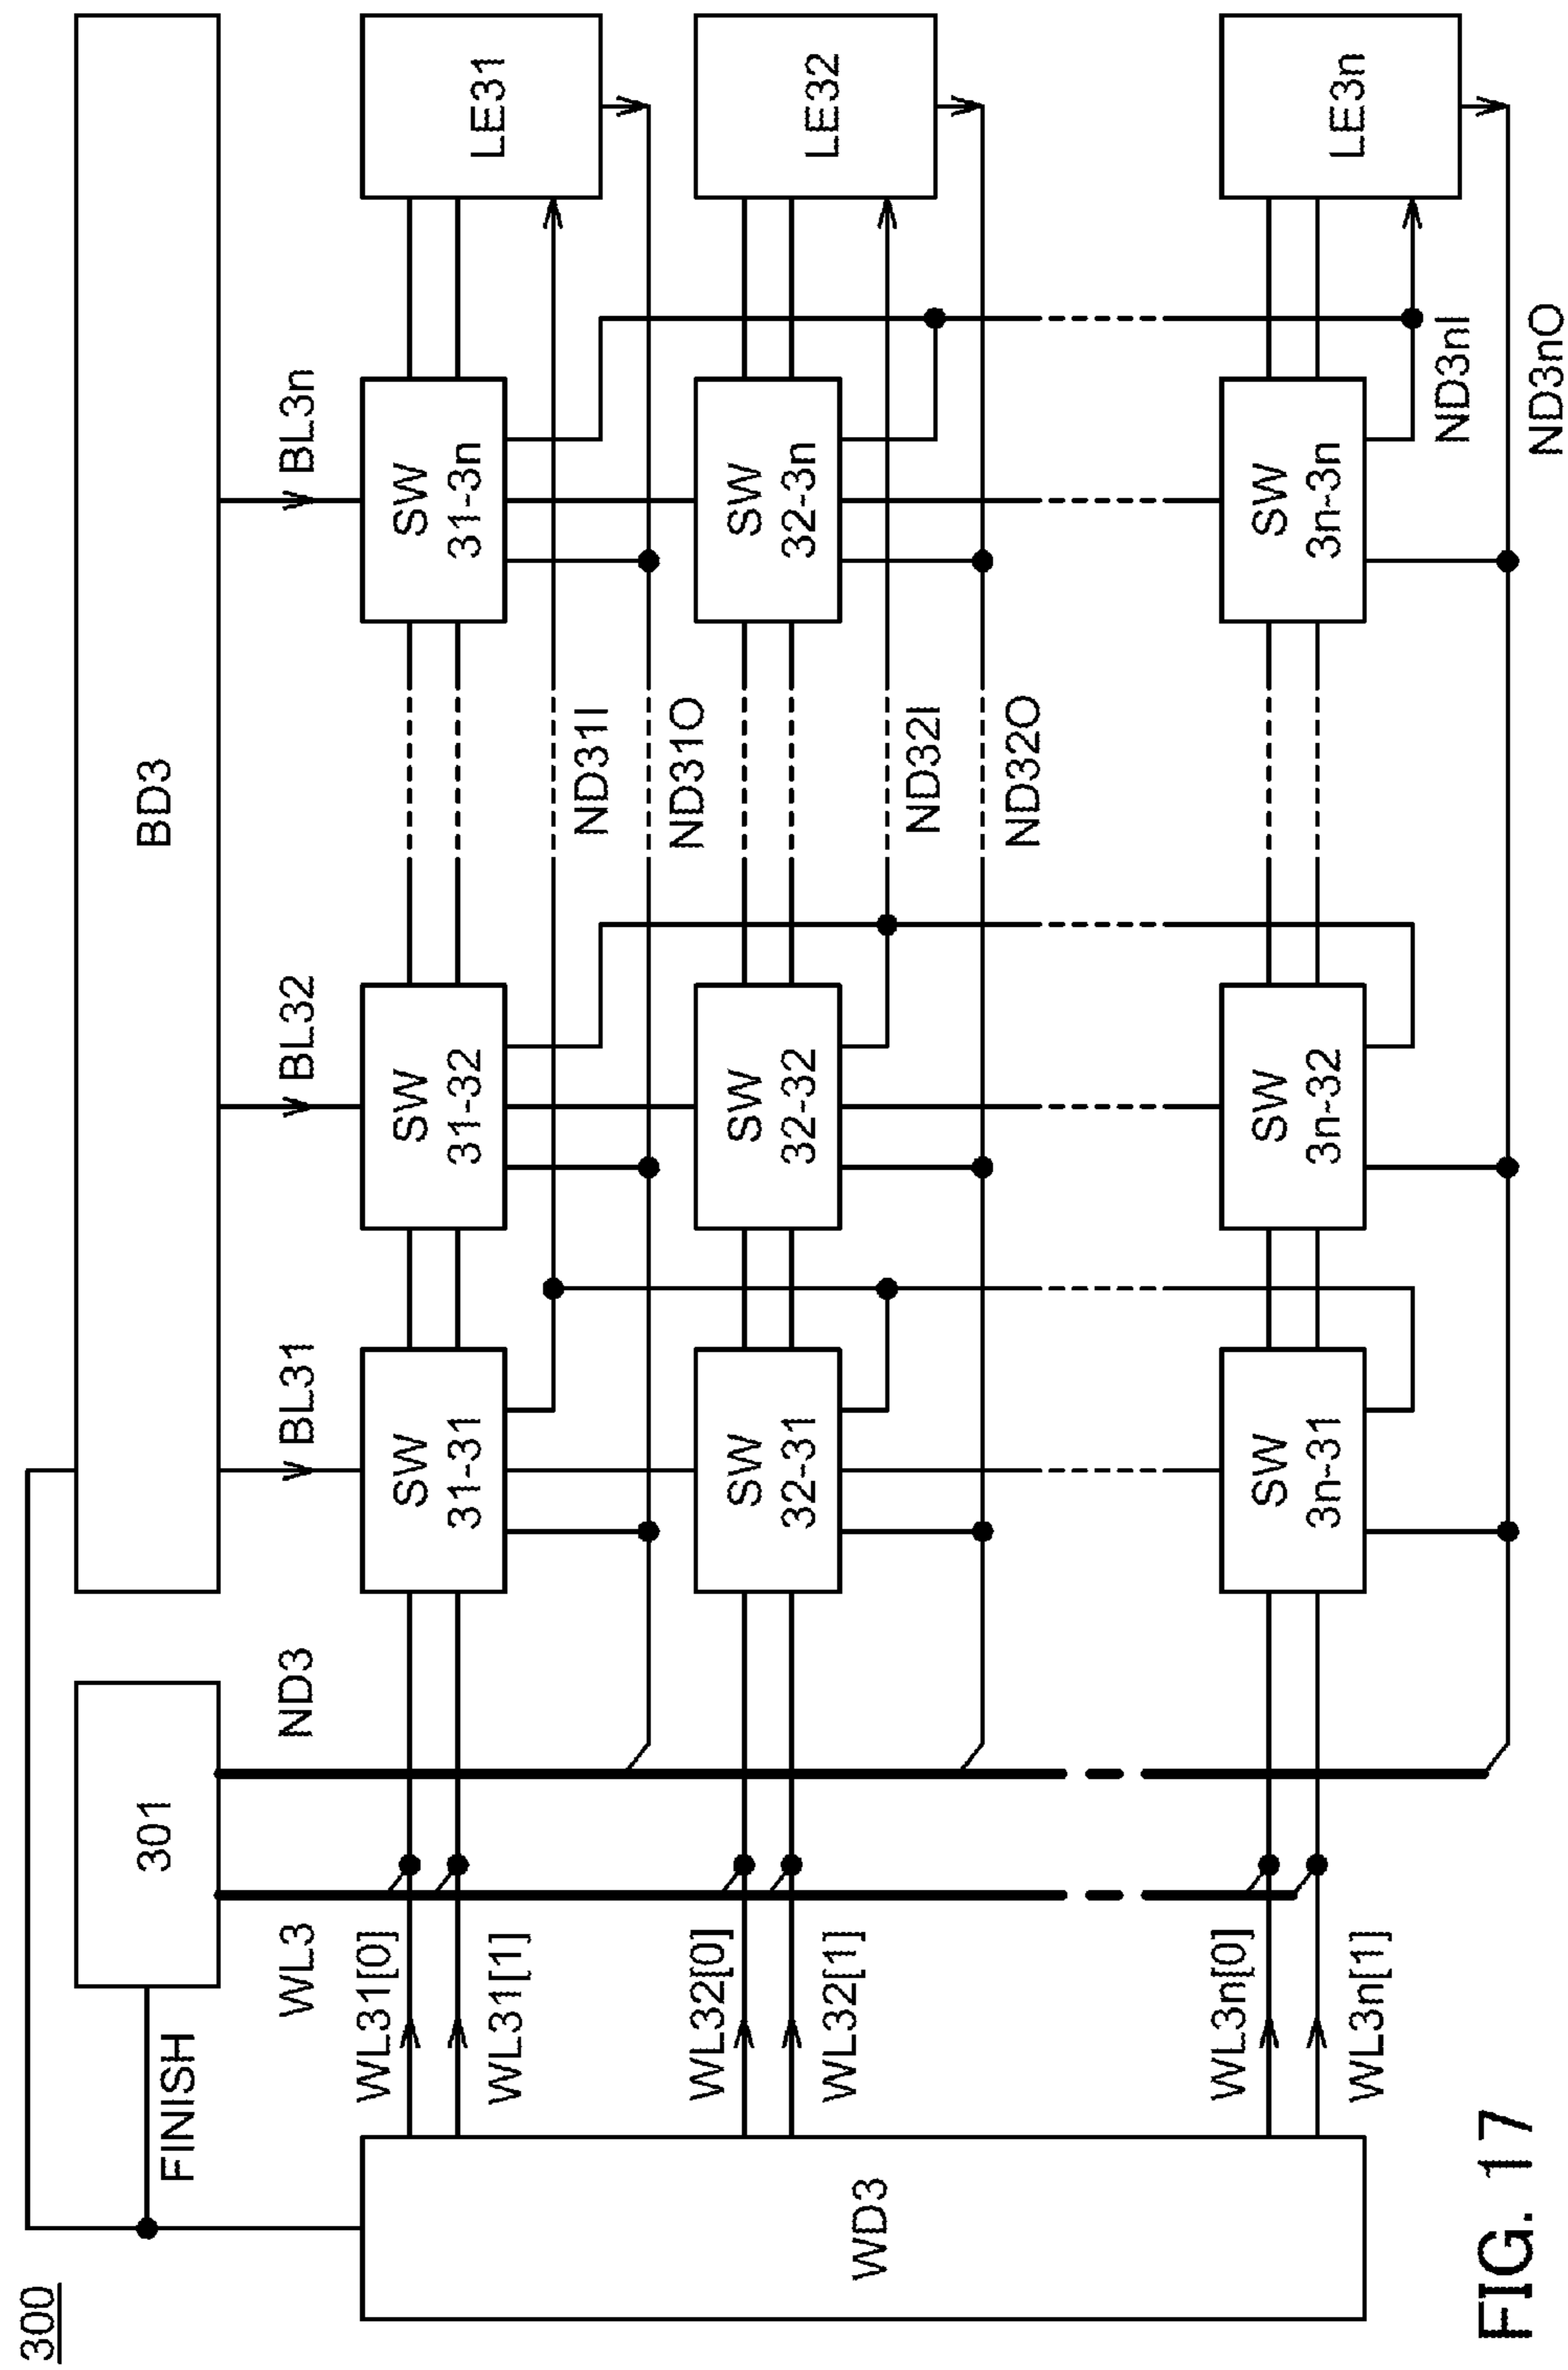 300
FINISH
301
BD3
WL3
ND3
BL31
BL32
BL3n
WL31[0]
WL31[1]
SW
31-31
SW
31-32
SW
31-3n
LE31
ND31I
ND31O
WD3
WL32[0]
WL32[1]
SW
32-31
SW
32-32
SW
32-3n
LE32
ND32I
ND32O
WL3n[0]
WL3n[1]
SW
3n-31
SW
3n-32
SW
3n-3n
LE3n
ND3nI
ND3nO
FIG. 17